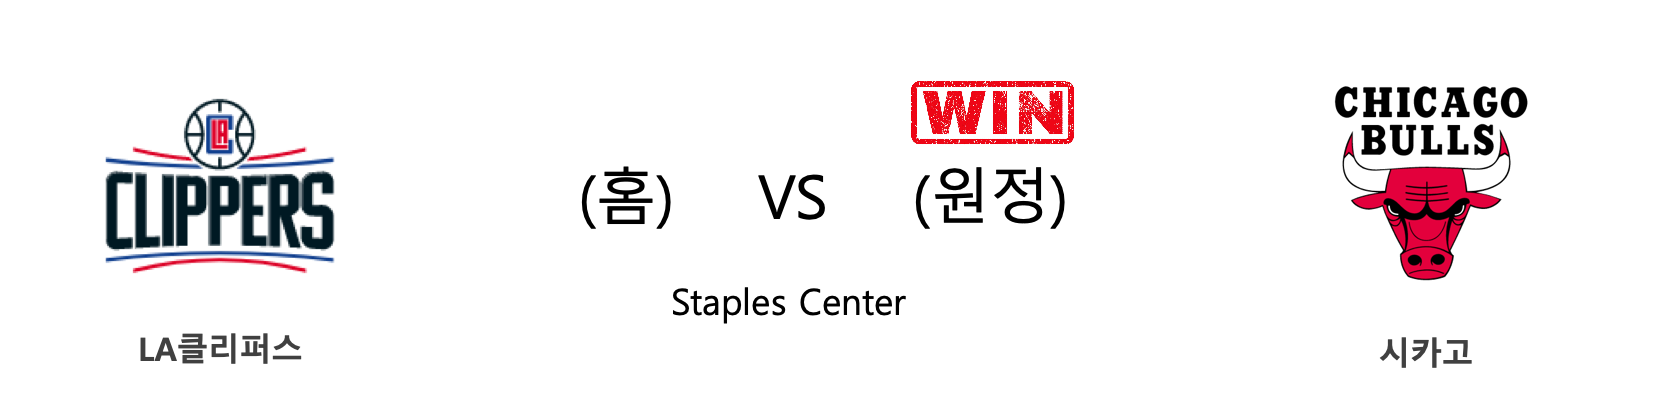 LA
CLIPPERS
LA클리퍼스
WIN
(홈) VS (원정)
Staples Center
CHICAGO
BULLS
시카고